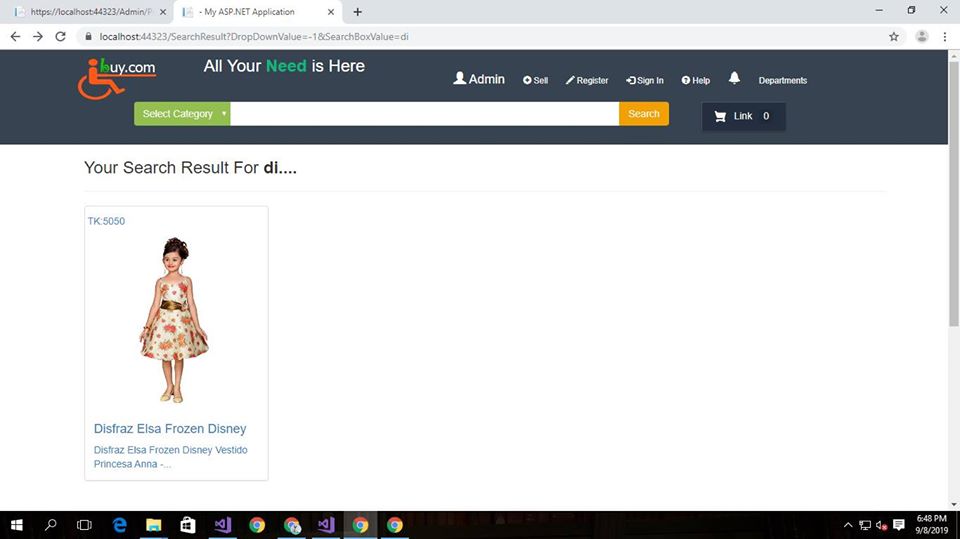 https://localhost:44323/Admin/P
- My ASP.NET Application
localhost:44323/SearchResult?DropDownValue=-1&SearchBoxValue=di
buy.com
All Your Need is Here
Admin
Sell
Register
Sign In
Help
Departments
Select Category
Search
Link 0
Your Search Result For di....
TK:5050
Disfraz Elsa Frozen Disney
Disfraz Elsa Frozen Disney Vestido
Princesa Anna -...
6:48 PM
9/8/2019